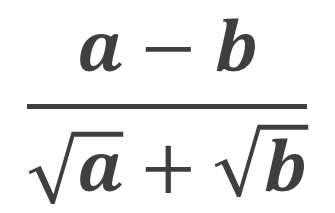 a − b
√a + √b